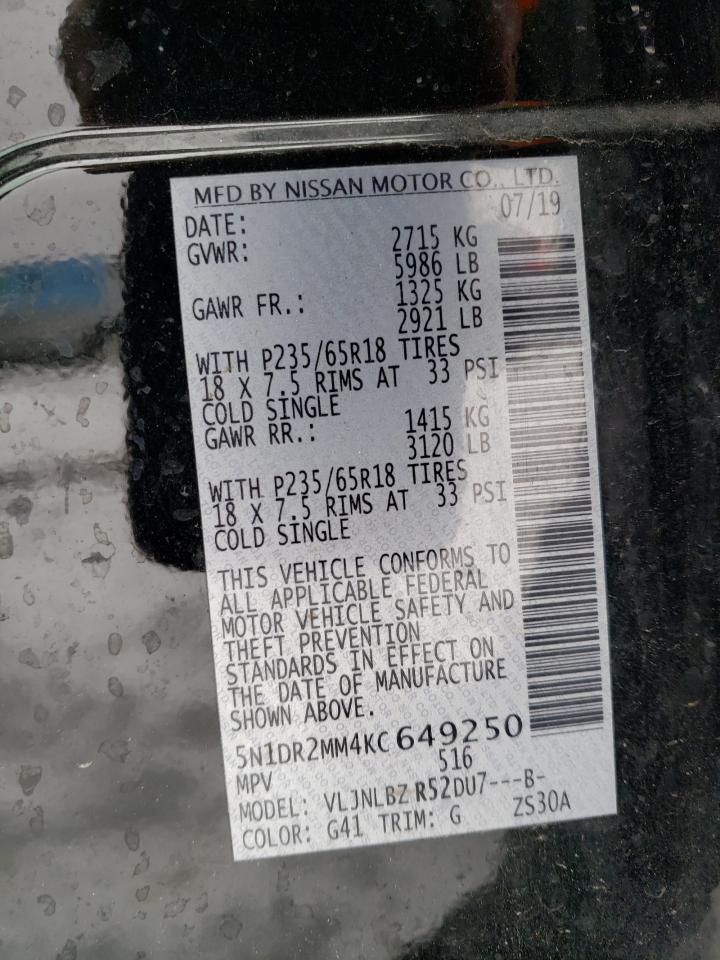 MFD BY NISSAN MOTOR CO., LTD.
DATE: 07/19
GVWR: 2715 KG
5986 LB
GAWR FR.: 1325 KG
2921 LB
WITH P235/65R18 TIRES
18 X 7.5 RIMS AT 33 PSI
COLD SINGLE
GAWR RR.: 1415 KG
3120 LB
WITH P235/65R18 TIRES
18 X 7.5 RIMS AT 33 PSI
COLD SINGLE
THIS VEHICLE CONFORMS TO
ALL APPLICABLE FEDERAL
MOTOR VEHICLE SAFETY AND
THEFT PREVENTION
STANDARDS IN EFFECT ON
THE DATE OF MANUFACTURE
SHOWN ABOVE.
5N1DR2MM4KC649250
MPV 516
MODEL: VLJNLBZ R52DU7---B-
COLOR: G41 TRIM: G ZS30A